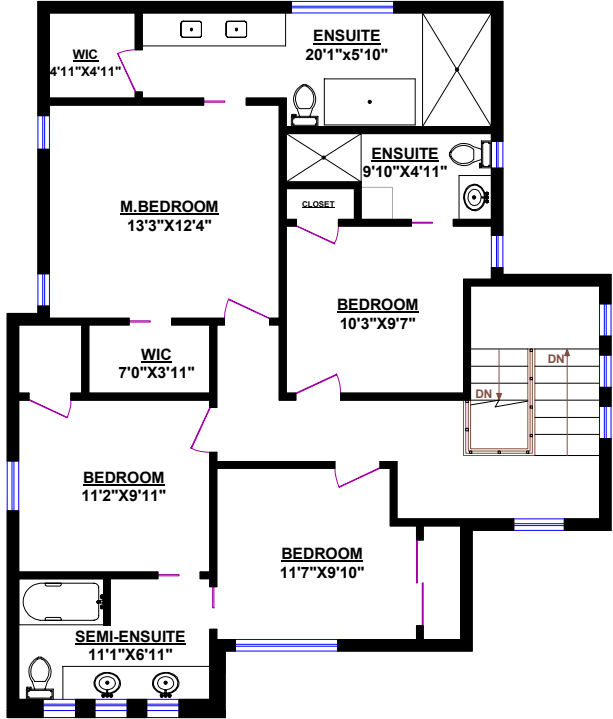 ENSUITE
20'1"x5'10"
WIC
4'11"X4'11"
ENSUITE
9'10"X4'11"
CLOSET
M.BEDROOM
13'3"X12'4"
BEDROOM
10'3"X9'7"
WIC
7'0"X3'11"
DN
DN
BEDROOM
11'2"X9'11"
BEDROOM
11'7"X9'10"
SEMI-ENSUITE
11'1"X6'11"